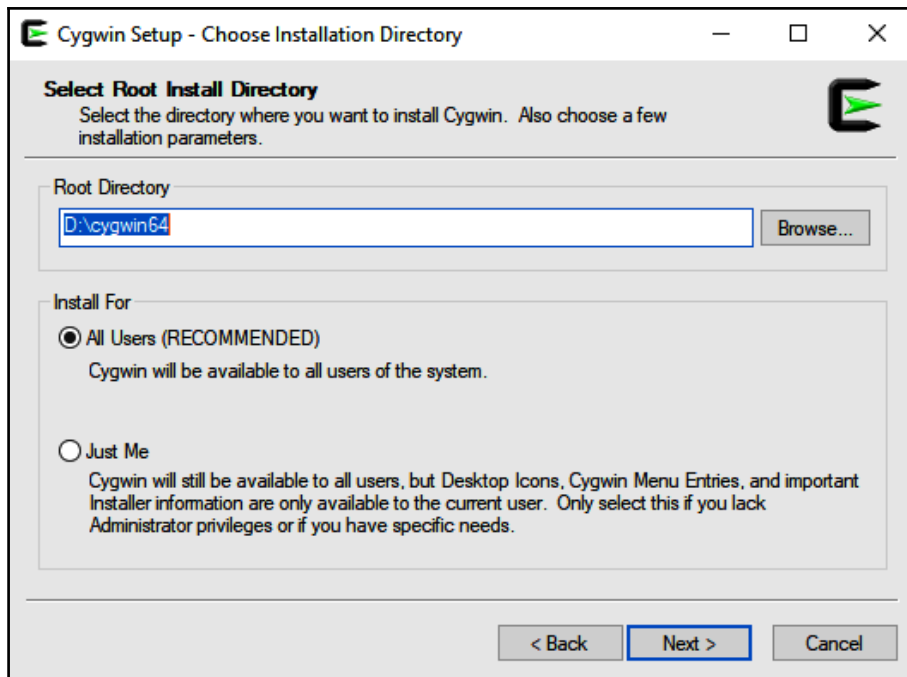 Cygwin Setup - Choose Installation Directory
Select Root Install Directory
Select the directory where you want to install Cygwin.  Also choose a few
installation parameters.
Root Directory
D:\cygwin64
Browse...
Install For
All Users (RECOMMENDED)
Cygwin will be available to all users of the system.
Just Me
Cygwin will still be available to all users, but Desktop Icons, Cygwin Menu Entries, and important
Installer information are only available to the current user.  Only select this if you lack
Administrator privileges or if you have specific needs.
< Back
Next >
Cancel